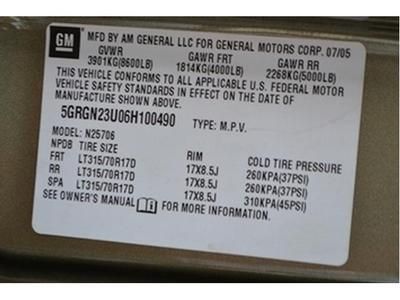 GM
MFD BY AM GENERAL LLC FOR GENERAL MOTORS CORP. 07/05
GVWR GAWR FRT GAWR RR
3901KG(8600LB) 1814KG(4000LB) 2268KG(5000LB)
THIS VEHICLE CONFORMS TO ALL APPLICABLE U.S. FEDERAL MOTOR
VEHICLE SAFETY STANDARDS IN EFFECT ON THE DATE OF
MANUFACTURE SHOWN ABOVE.
5GRGN23U06H100490 TYPE: M.P.V.
MODEL: N25706
NPDB TIRE SIZE RIM COLD TIRE PRESSURE
FRT LT315/70R17D 17X8.5J 260KPA(37PSI)
RR LT315/70R17D 17X8.5J 260KPA(37PSI)
SPA LT315/70R17D 17X8.5J 310KPA(45PSI)
SEE OWNER'S MANUAL FOR MORE INFORMATION.